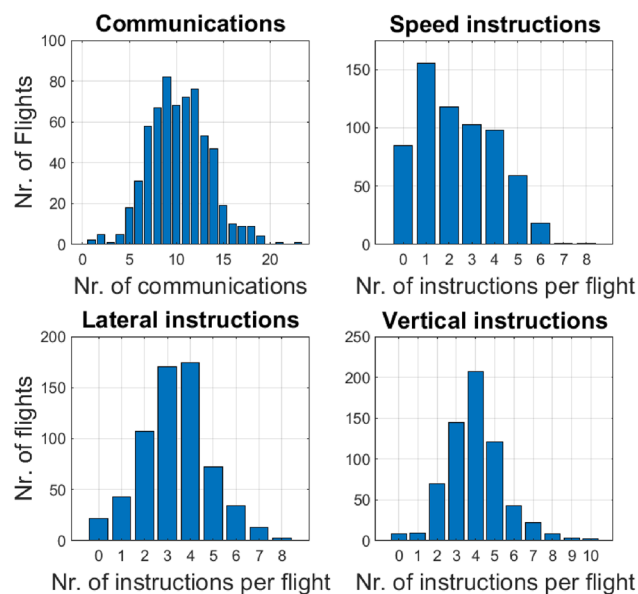 Communications
100
80
60
40
20
0
Nr. of Flights
0 5 10 15 20
Nr. of communications
Speed instructions
150
100
50
0
0 1 2 3 4 5 6 7 8
Nr. of instructions per flight
Lateral instructions
200
150
100
50
0
Nr. of flights
0 1 2 3 4 5 6 7 8
Nr. of instructions per flight
Vertical instructions
250
200
150
100
50
0
0 1 2 3 4 5 6 7 8 9 10
Nr. of instructions per flight